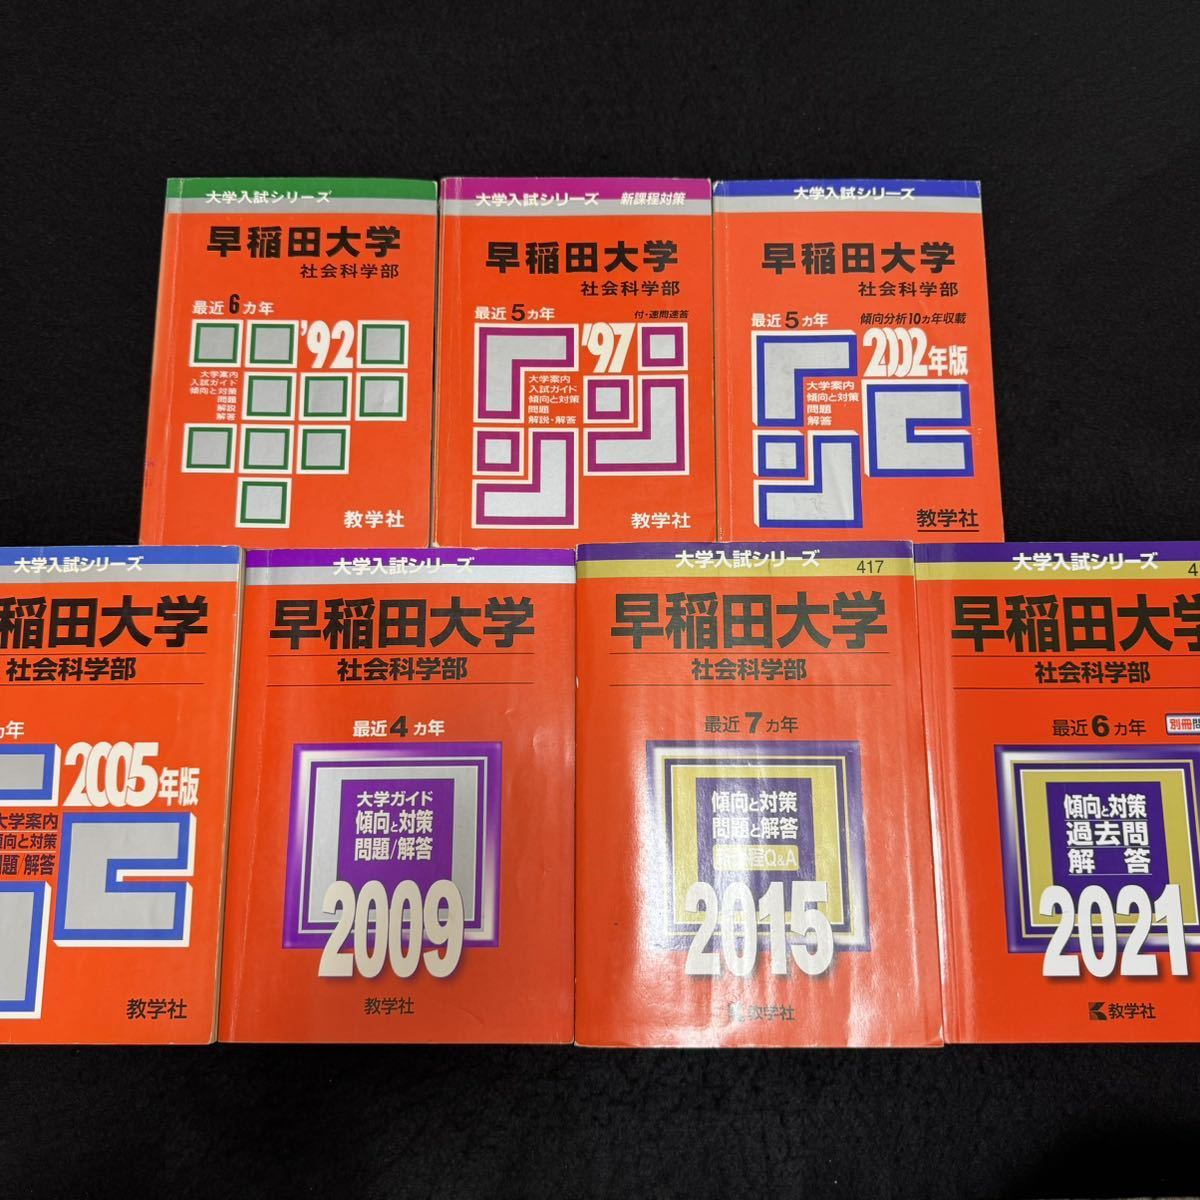 大学入試シリーズ
早稲田大学
社会科学部
最近6カ年
'92
大学案内
入試ガイド
傾向と対策
問題
解説
解答
教学社
大学入試シリーズ 新課程対策
早稲田大学
社会科学部
最近5カ年 付・速問速答
'97
大学案内
入試ガイド
傾向と対策
問題
解説・解答
教学社
大学入試シリーズ
早稲田大学
社会科学部
最近5カ年 傾向分析10カ年収載
2002年版
大学案内
傾向と対策
問題
解答
教学社
大学入試シリーズ
稲田大学
社会科学部
カ年
2005年版
大学案内
傾向と対策
問題/解答
教学社
大学入試シリーズ
早稲田大学
社会科学部
最近4カ年
大学ガイド
傾向と対策
問題/解答
2009
教学社
大学入試シリーズ
417
早稲田大学
社会科学部
最近7カ年
傾向と対策
問題と解答
新課程Q&A
2015
教学社
大学入試シリーズ
4
早稲田大学
社会科学部
最近6カ年
別冊問
傾向と対策
過去問
解答
2021
教学社